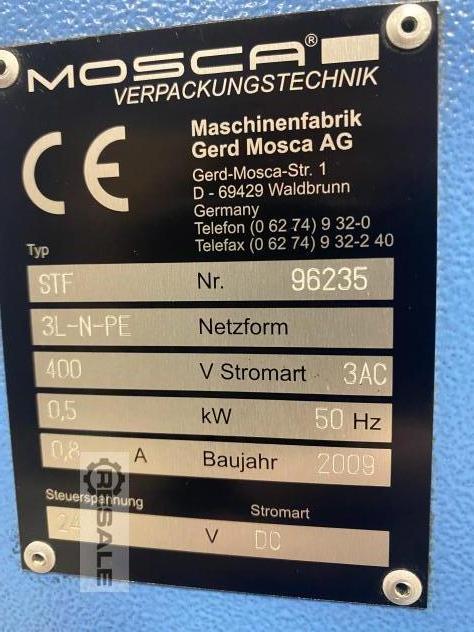 MOSCA®
VERPACKUNGSTECHNIK
CE
Maschinenfabrik
Gerd Mosca AG
Gerd-Mosca-Str. 1
D - 69429 Waldbrunn
Germany
Telefon (0 62 74) 9 32-0
Telefax (0 62 74) 9 32-2 40
Typ
STF Nr. 96235
3L-N-PE Netzform
400 V Stromart 3AC
0,5 kW 50 Hz
0,8 A Baujahr 2009
Steuerspannung Stromart
24 V DC
RESALE